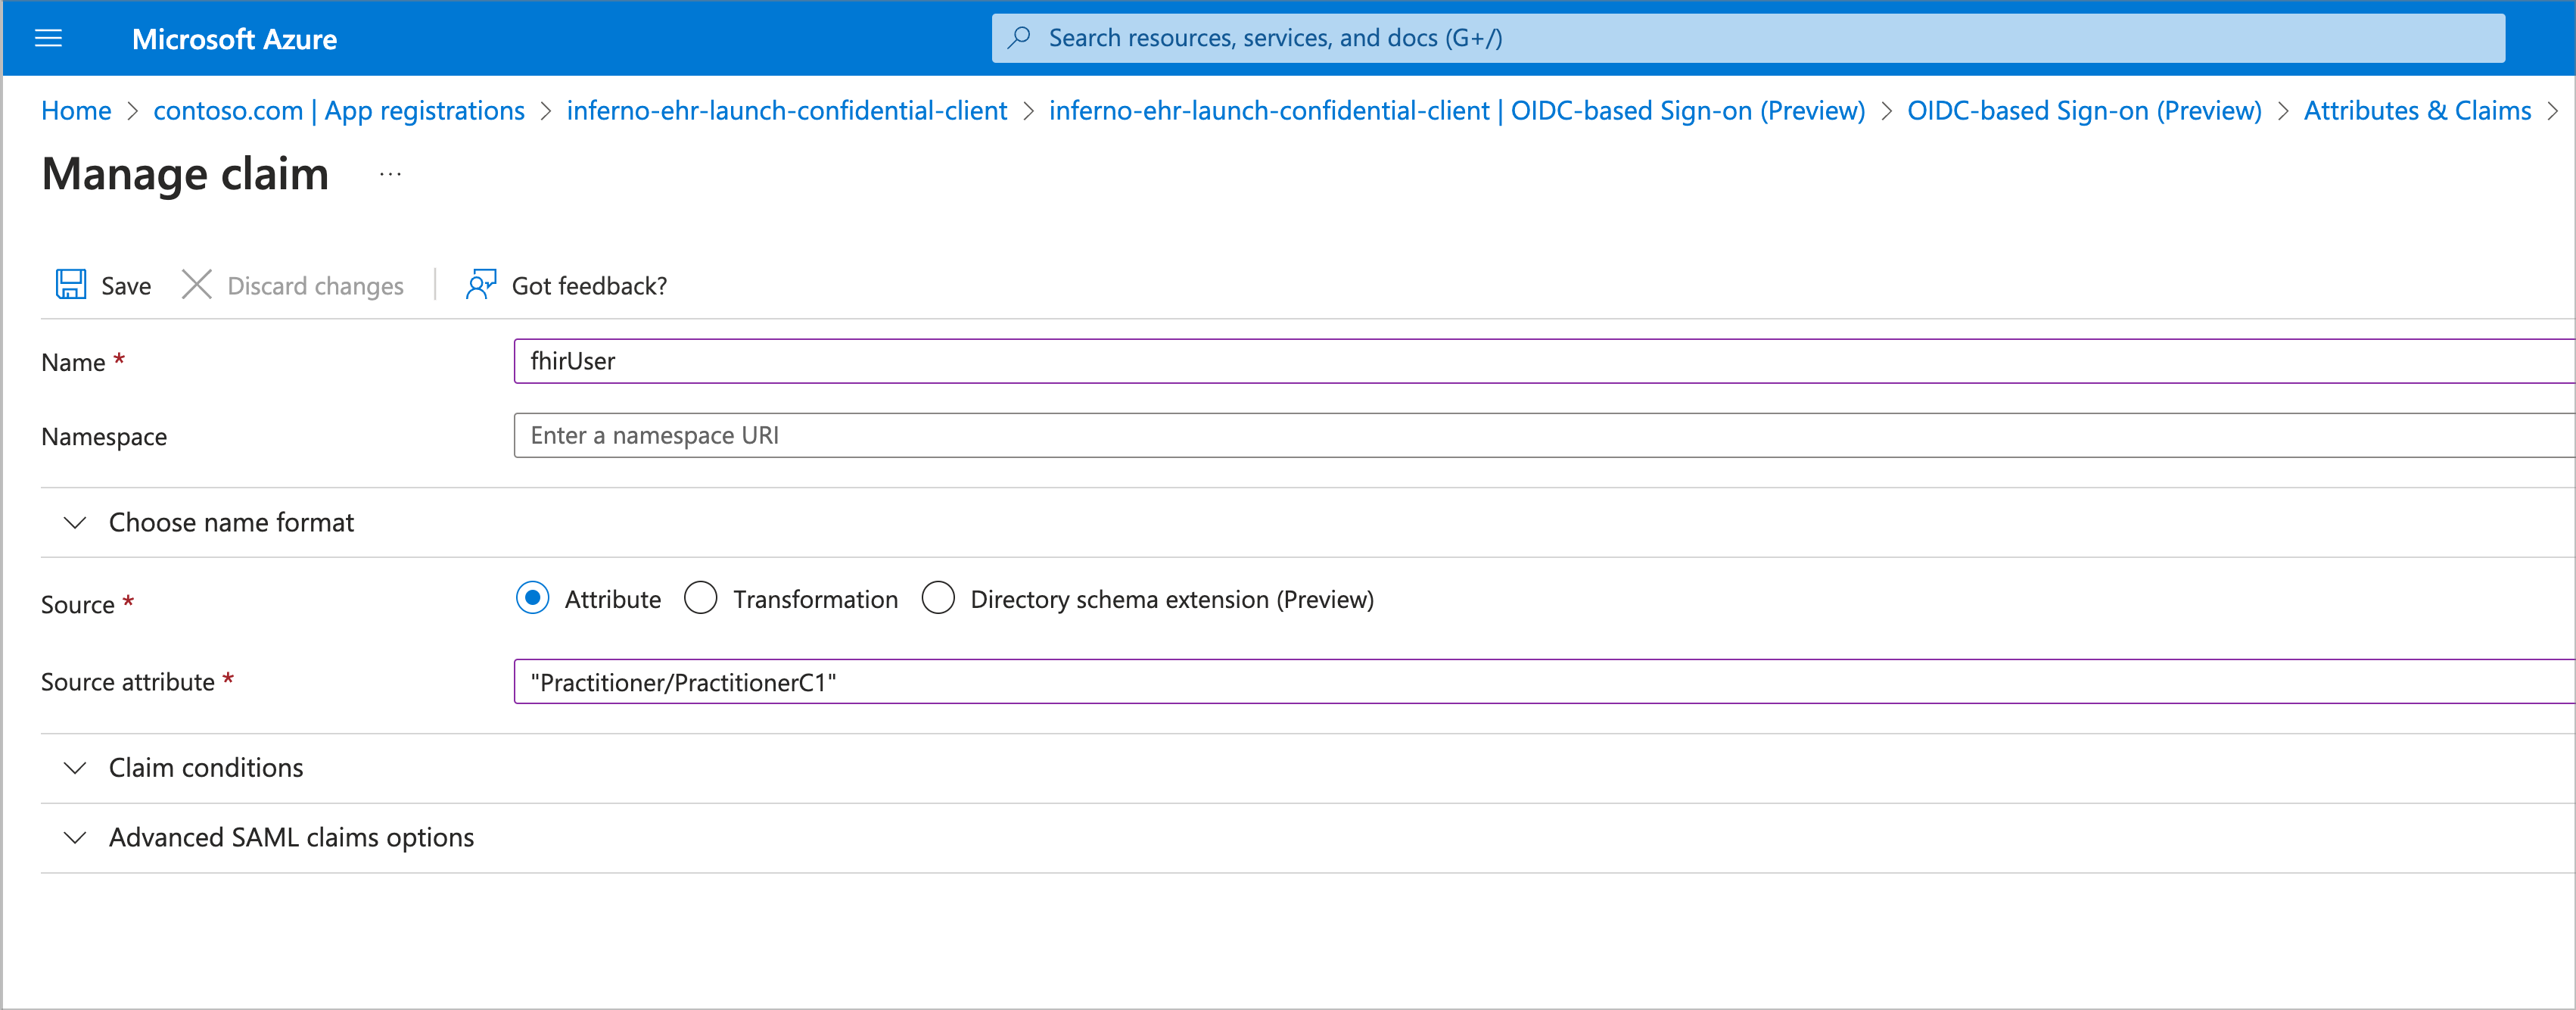 Microsoft Azure
Search resources, services, and docs (G+/)
Home > contoso.com | App registrations > inferno-ehr-launch-confidential-client > inferno-ehr-launch-confidential-client | OIDC-based Sign-on (Preview) > OIDC-based Sign-on (Preview) > Attributes & Claims >
Manage claim ...
Save Discard changes | Got feedback?
Name * fhirUser
Namespace Enter a namespace URI
Choose name format
Source * Attribute Transformation Directory schema extension (Preview)
Source attribute * "Practitioner/PractitionerC1"
Claim conditions
Advanced SAML claims options